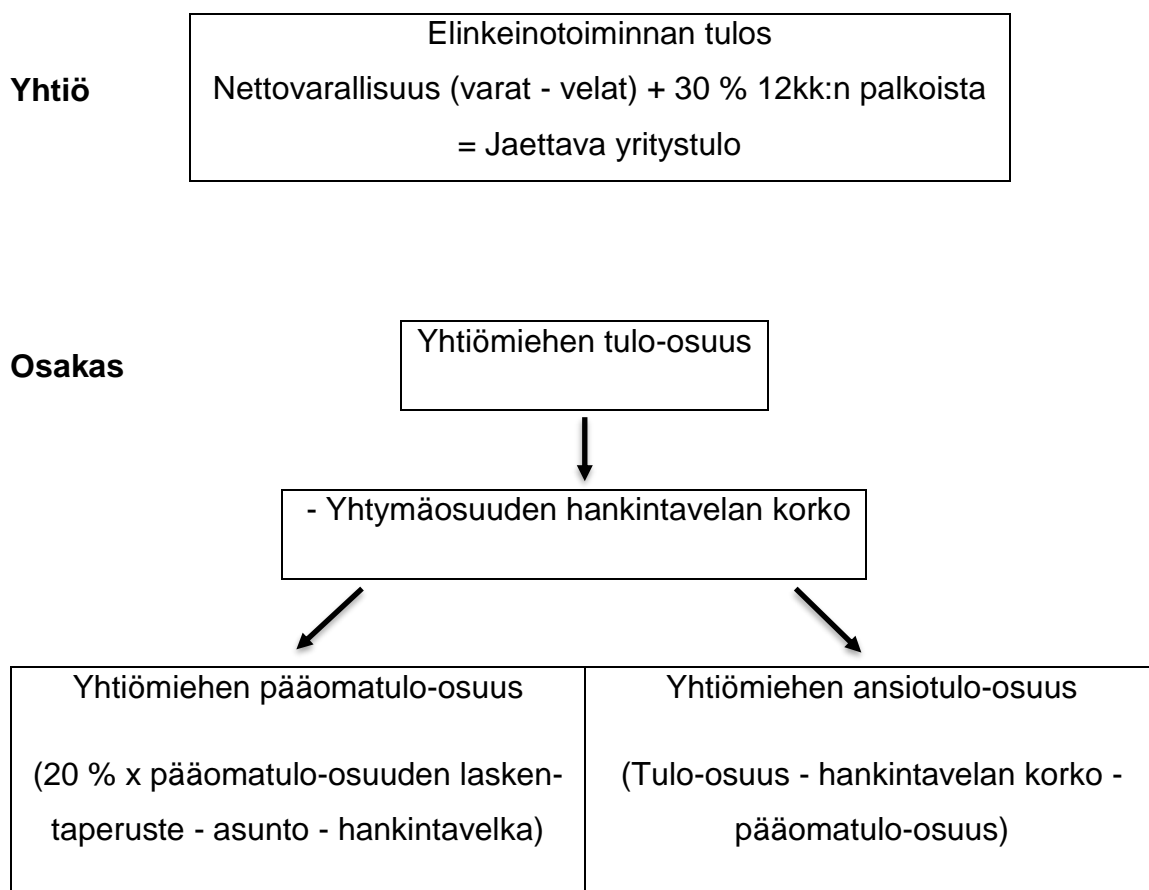 Elinkeinotoiminnan tulos
Yhtiö
Nettovarallisuus (varat - velat) + 30 % 12kk:n palkoista
= Jaettava yritystulo
Yhtiömiehen tulo-osuus
Osakas
- Yhtymäosuuden hankintavelan korko
Yhtiömiehen pääomatulo-osuus
(20 % x pääomatulo-osuuden lasken-
taperuste - asunto - hankintavelka)
Yhtiömiehen ansiotulo-osuus
(Tulo-osuus - hankintavelan korko -
pääomatulo-osuus)